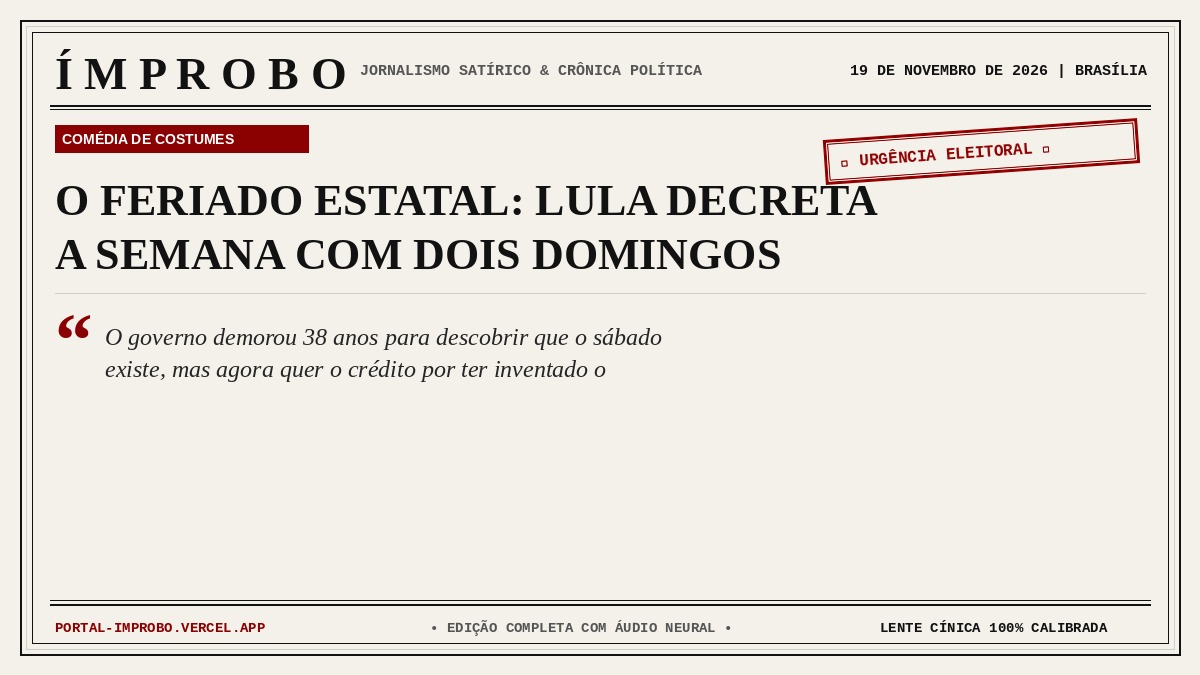 ÍMPROBO JORNALISMO SATÍRICO & CRÔNICA POLÍTICA 19 DE NOVEMBRO DE 2026 | BRASÍLIA
COMÉDIA DE COSTUMES
URGÊNCIA ELEITORAL
O FERIADO ESTATAL: LULA DECRETA
A SEMANA COM DOIS DOMINGOS
“ O governo demorou 38 anos para descobrir que o sábado
existe, mas agora quer o crédito por ter inventado o
PORTAL-IMPROBO.VERCEL.APP • EDIÇÃO COMPLETA COM ÁUDIO NEURAL • LENTE CÍNICA 100% CALIBRADA